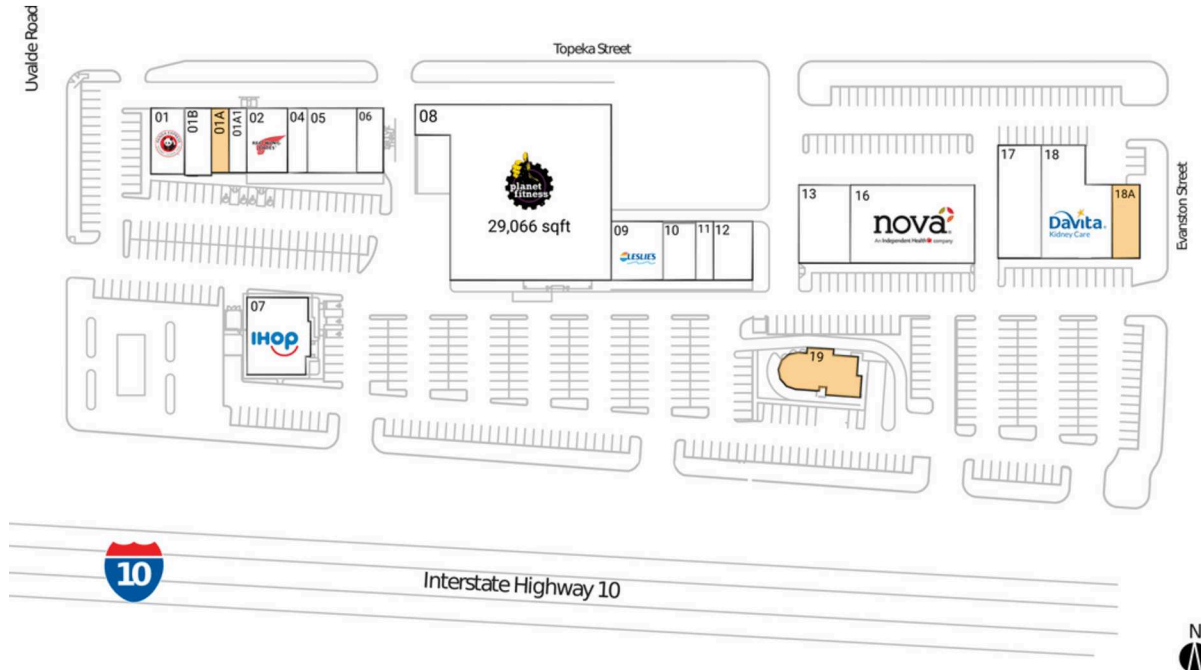 Uvalde Road
Topeka Street
01
01B
01A
01A1
02
04
05
06
08
planet
fitness
29,066 sqft
09
LESLIES
10
11
12
13
16
nova
An Independent Health company
17
18
DaVita
Kidney Care
18A
Evanston Street
07
IHOP
19
10
Interstate Highway 10
N